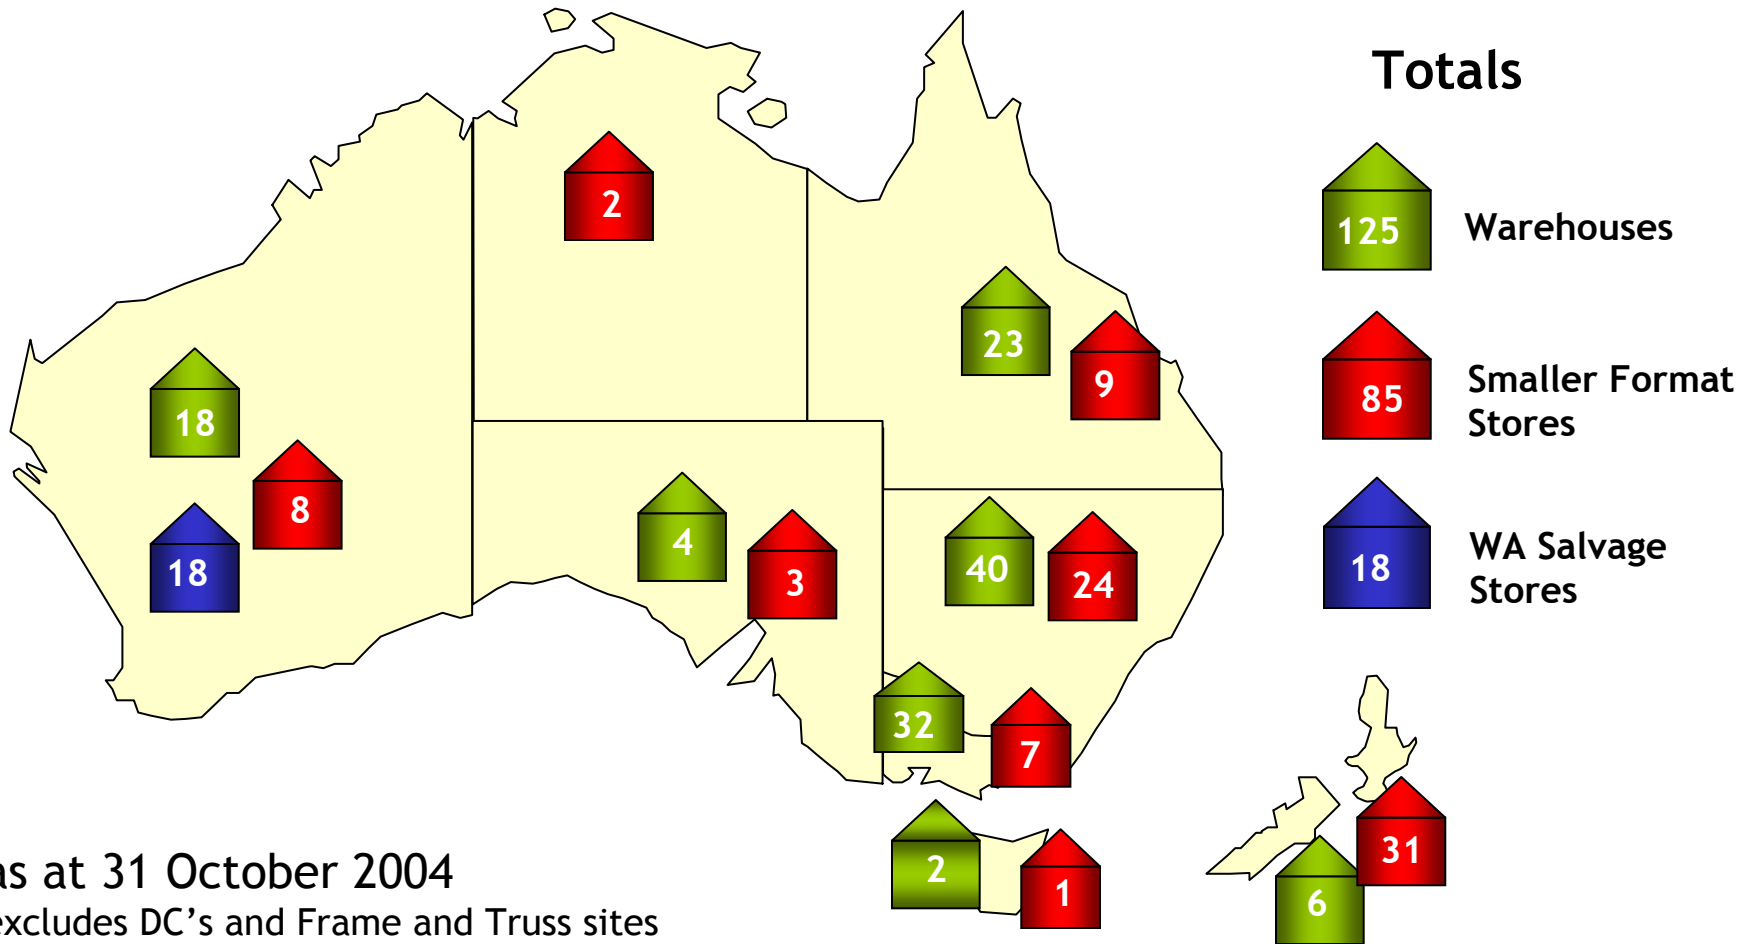 Totals
2
125
Warehouses
23
9
85
Smaller Format
Stores
18
8
18
4
3
40
24
18
WA Salvage
Stores
32
7
2
1
31
6
as at 31 October 2004
excludes DC's and Frame and Truss sites